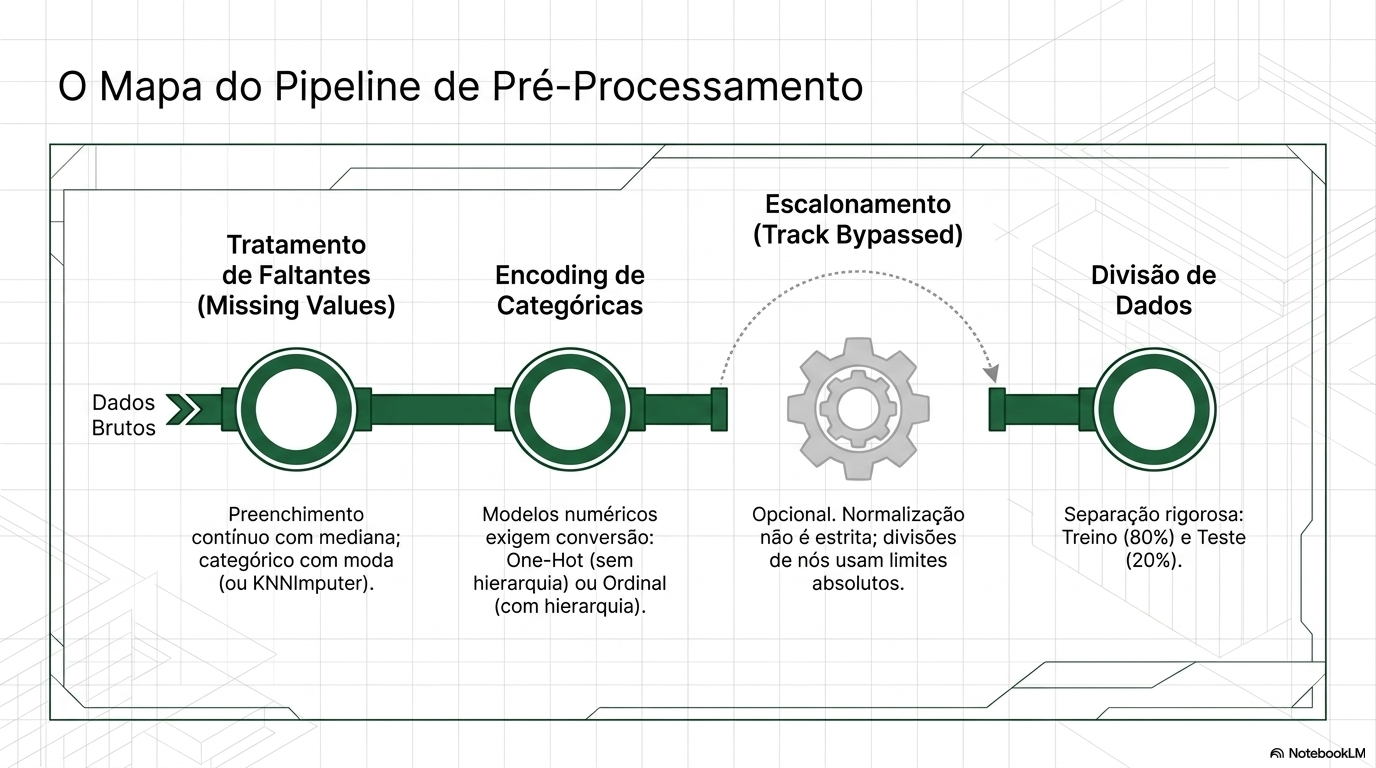 O Mapa do Pipeline de Pré-Processamento
Dados
Brutos
Tratamento
de Faltantes
(Missing Values)
Preenchimento
contínuo com mediana;
categórico com moda
(ou KNNImputer).
Encoding de
Categóricas
Modelos numéricos
exigem conversão:
One-Hot (sem
hierarquia) ou Ordinal
(com hierarquia).
Escalonamento
(Track Bypassed)
Opcional. Normalização
não é estrita; divisões
de nós usam limites
absolutos.
Divisão de
Dados
Separação rigorosa:
Treino (80%) e Teste
(20%).
NotebookLM